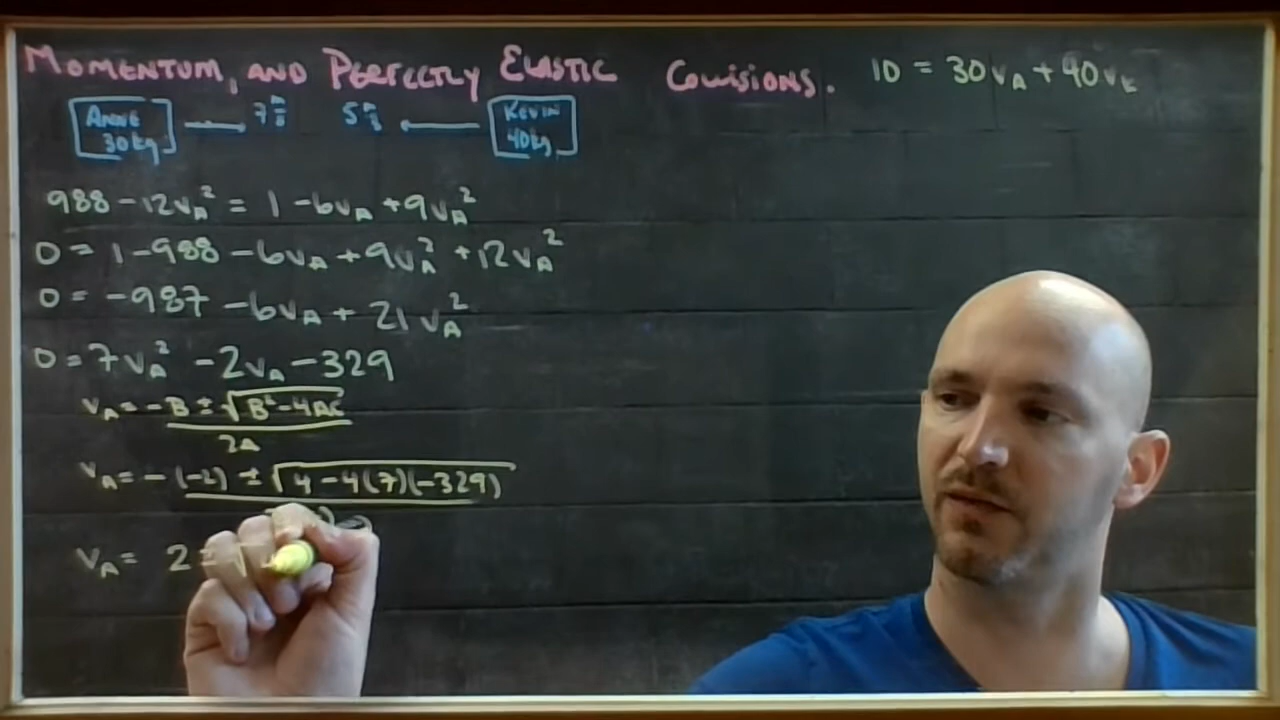 MOMENTUM, AND PERFECTLY ELASTIC COLLISIONS. 10 = 30vA + 40vK
ANNE 30kg 7 m/s 5 m/s KEVIN 40kg
988 - 12vA² = 1 - 6vA + 9vA²
0 = 1 - 988 - 6vA + 9vA² + 12vA²
0 = -987 - 6vA + 21vA²
0 = 7vA² - 2vA - 329
vA = -B ± √B² - 4AC
2A
vA = -(-2) ± √4 - 4(7)(-329)
vA = 2 ± √